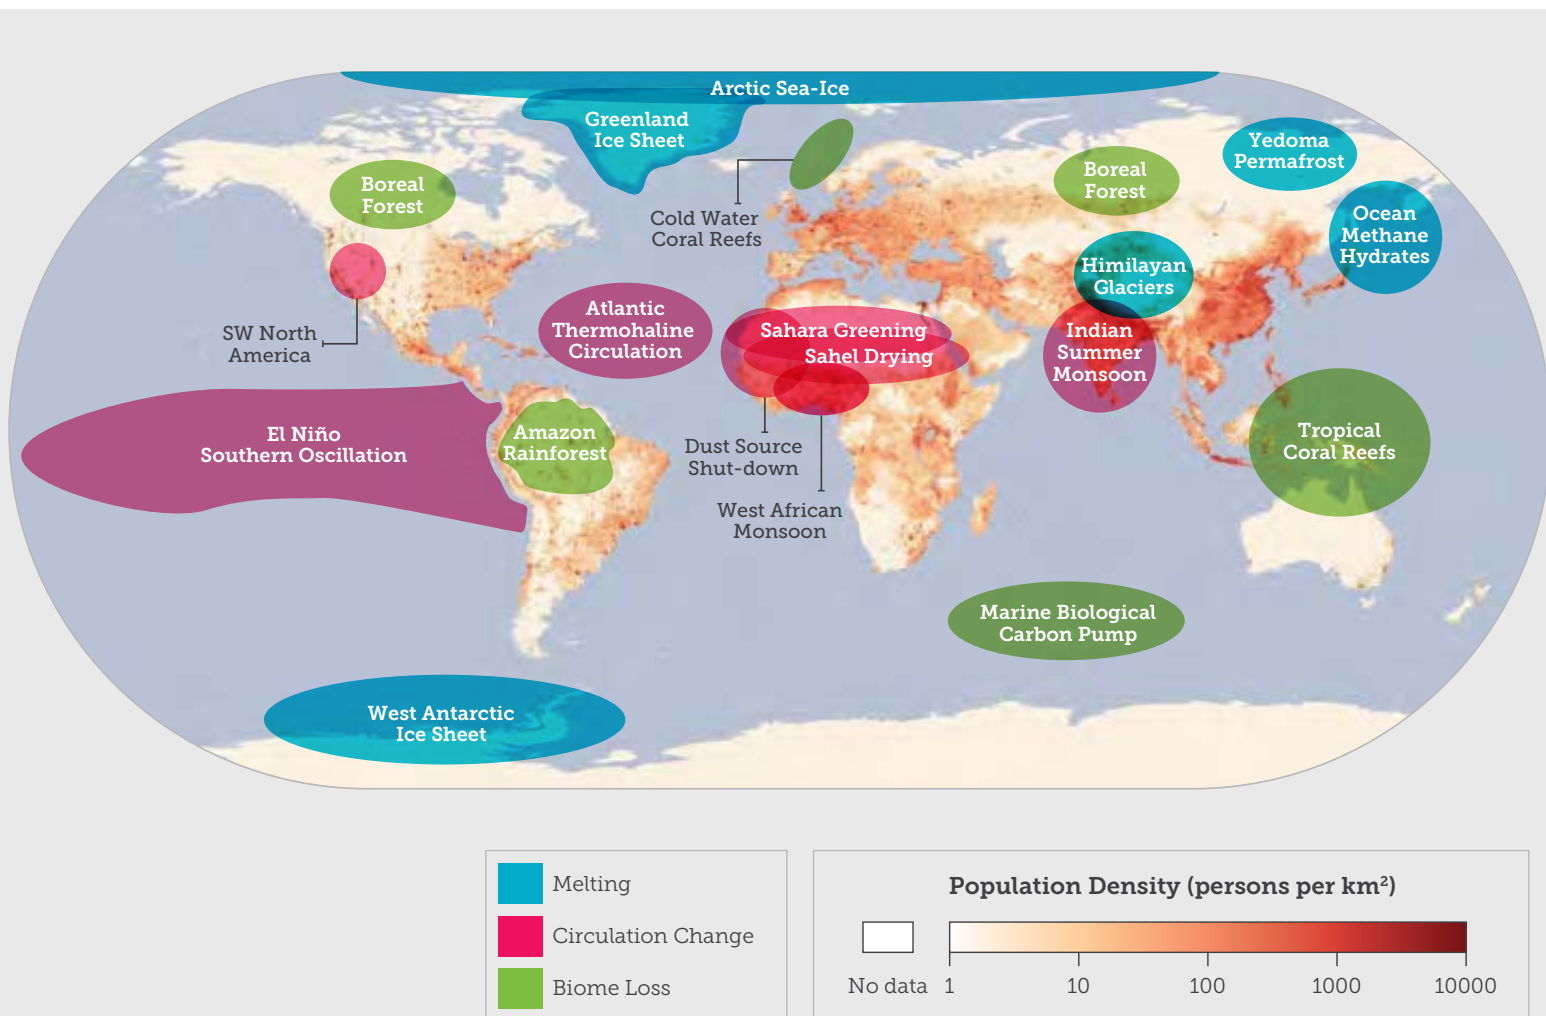 Arctic Sea-Ice
Greenland
Ice Sheet
Yedoma
Permafrost
Boreal
Forest
Boreal
Forest
Cold Water
Coral Reefs
Ocean
Methane
Hydrates
Himilayan
Glaciers
SW North
America
Atlantic
Thermohaline
Circulation
Sahara Greening
Sahel Drying
Indian
Summer
Monsoon
El Niño
Southern Oscillation
Amazon
Rainforest
Dust Source
Shut-down
West African
Monsoon
Tropical
Coral Reefs
Marine Biological
Carbon Pump
West Antarctic
Ice Sheet
Melting
Circulation Change
Biome Loss
Population Density (persons per km²)
No data 1 10 100 1000 10000